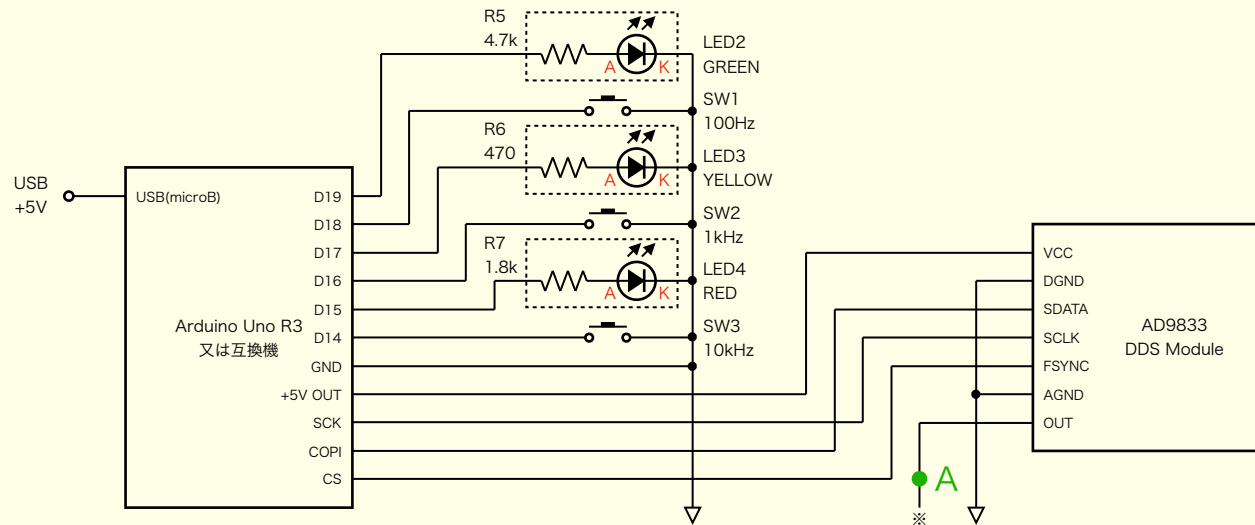 USB
+5V
USB(microB)
Arduino Uno R3
又は互換機
D19
D18
D17
D16
D15
D14
GND
+5V OUT
SCK
COPI
CS
R5
4.7k
A
K
LED2
GREEN
SW1
100Hz
R6
470
A
K
LED3
YELLOW
SW2
1kHz
R7
1.8k
A
K
LED4
RED
SW3
10kHz
VCC
DGND
SDATA
SCLK
FSYNC
AGND
OUT
AD9833
DDS Module
A
※